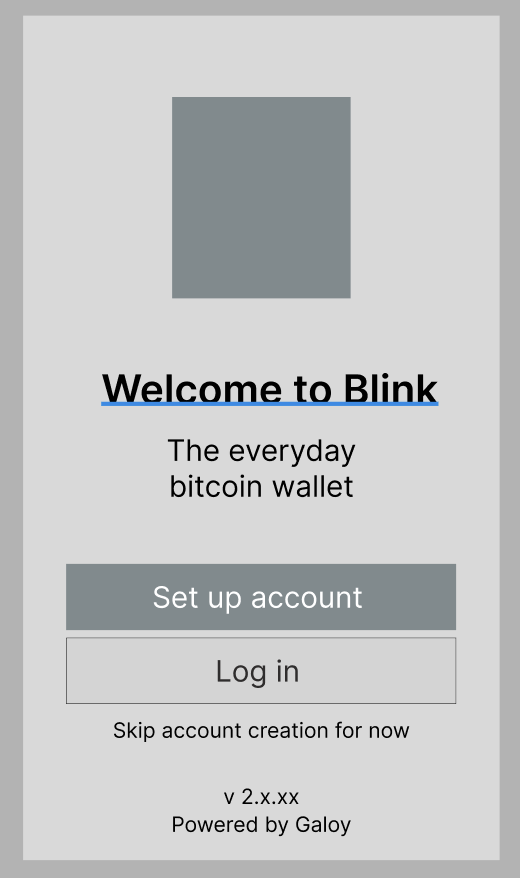 Welcome to Blink
The everyday
bitcoin wallet
Set up account
Log in
Skip account creation for now
v 2.x.xx
Powered by Galoy